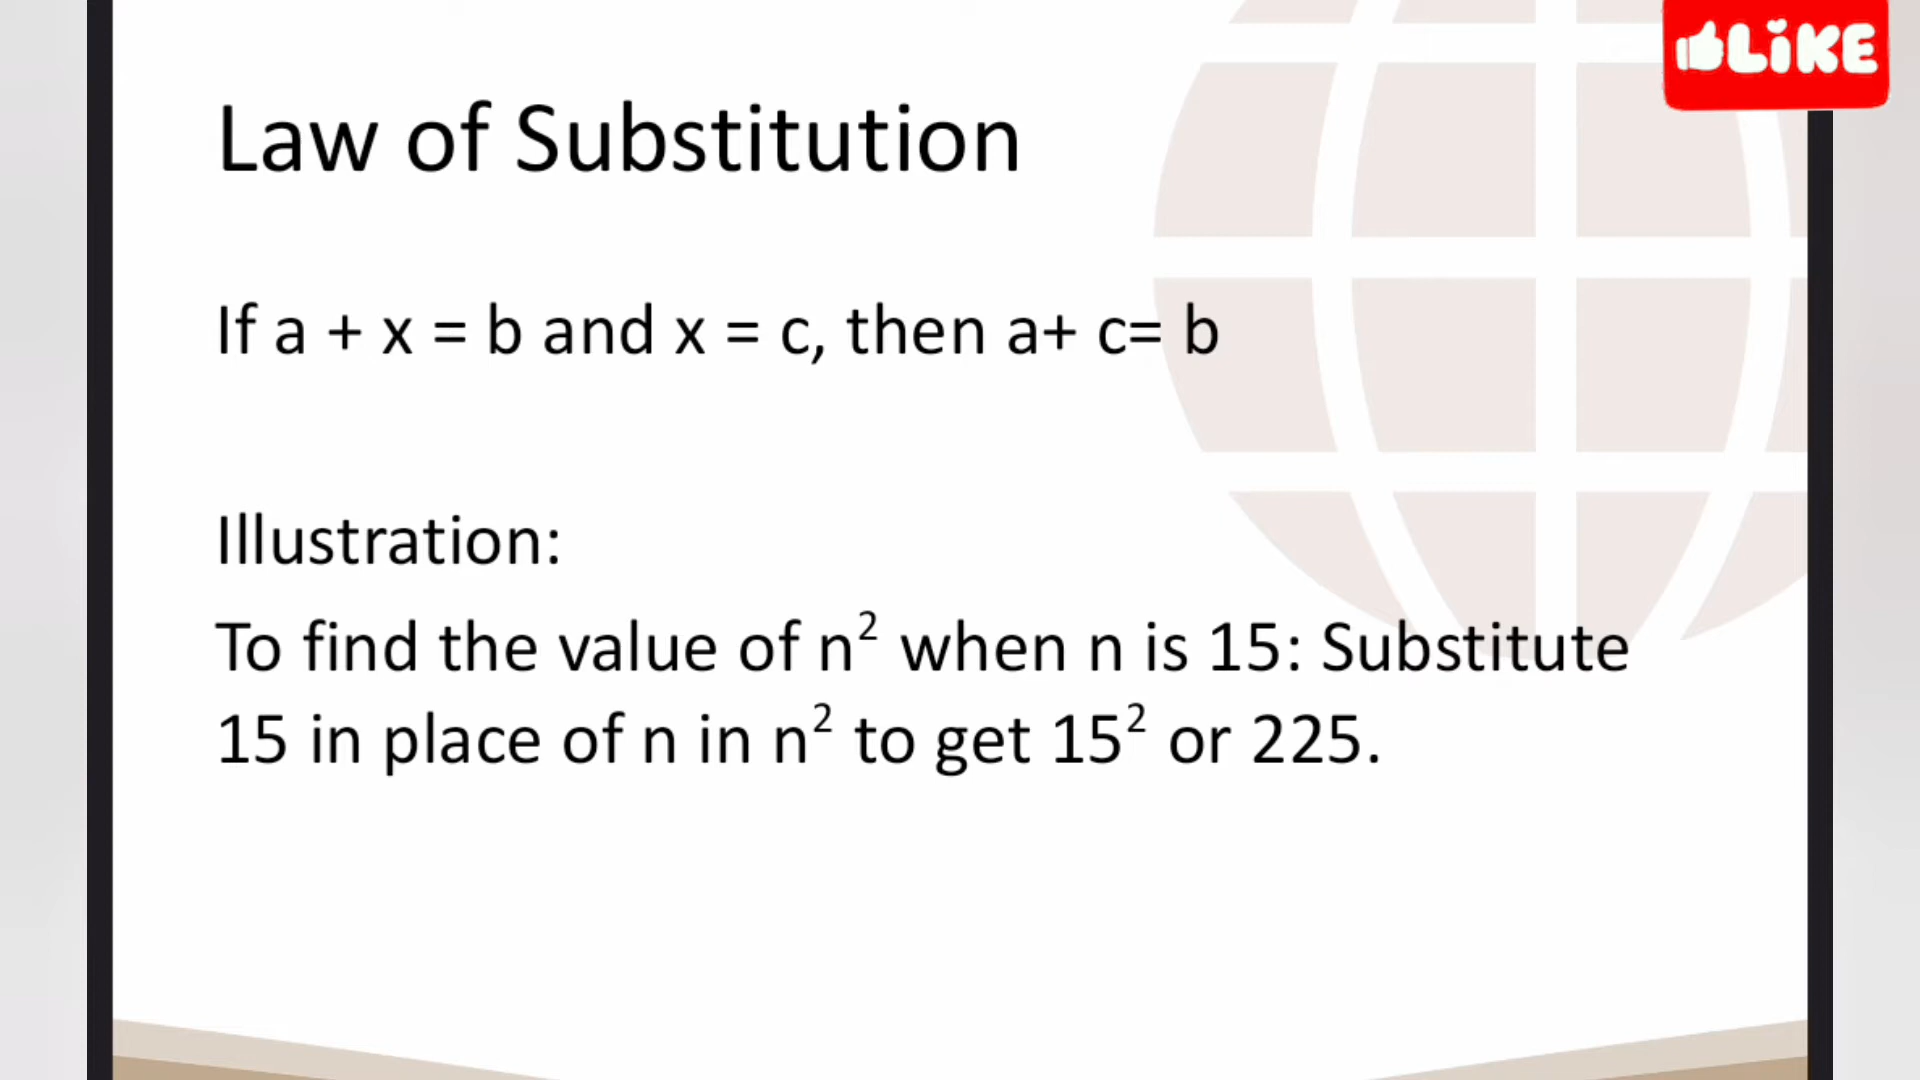 LiKE
Law of Substitution
If a + x = b and x = c, then a+ c= b
Illustration:
To find the value of n² when n is 15: Substitute
15 in place of n in n² to get 15² or 225.